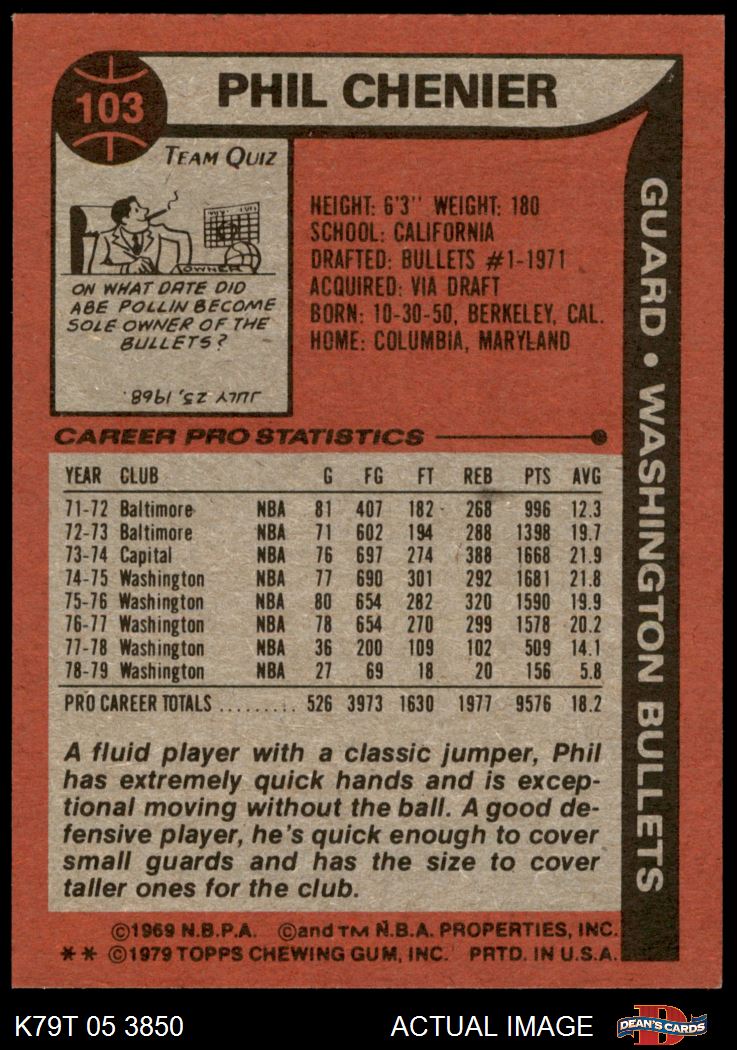 103
PHIL CHENIER
TEAM QUIZ
OWNER
ON WHAT DATE DID
ABE POLLIN BECOME
SOLE OWNER OF THE
BULLETS?
JULY 25, 1968
HEIGHT: 6'3" WEIGHT: 180
SCHOOL: CALIFORNIA
DRAFTED: BULLETS #1-1971
ACQUIRED: VIA DRAFT
BORN: 10-30-50, BERKELEY, CAL.
HOME: COLUMBIA, MARYLAND
GUARD • WASHINGTON BULLETS
CAREER PRO STATISTICS
YEAR CLUB G FG FT REB PTS AVG
71-72 Baltimore NBA 81 407 182 268 996 12.3
72-73 Baltimore NBA 71 602 194 288 1398 19.7
73-74 Capital NBA 76 697 274 388 1668 21.9
74-75 Washington NBA 77 690 301 292 1681 21.8
75-76 Washington NBA 80 654 282 320 1590 19.9
76-77 Washington NBA 78 654 270 299 1578 20.2
77-78 Washington NBA 36 200 109 102 509 14.1
78-79 Washington NBA 27 69 18 20 156 5.8
PRO CAREER TOTALS ......... 526 3973 1630 1977 9576 18.2
A fluid player with a classic jumper, Phil
has extremely quick hands and is excep-
tional moving without the ball. A good de-
fensive player, he's quick enough to cover
small guards and has the size to cover
taller ones for the club.
©1969 N.B.P.A. ©and TM N.B.A. PROPERTIES, INC.
** ©1979 TOPPS CHEWING GUM, INC. PRTD. IN U.S.A.
K79T 05 3850 ACTUAL IMAGE DEAN'S CARDS